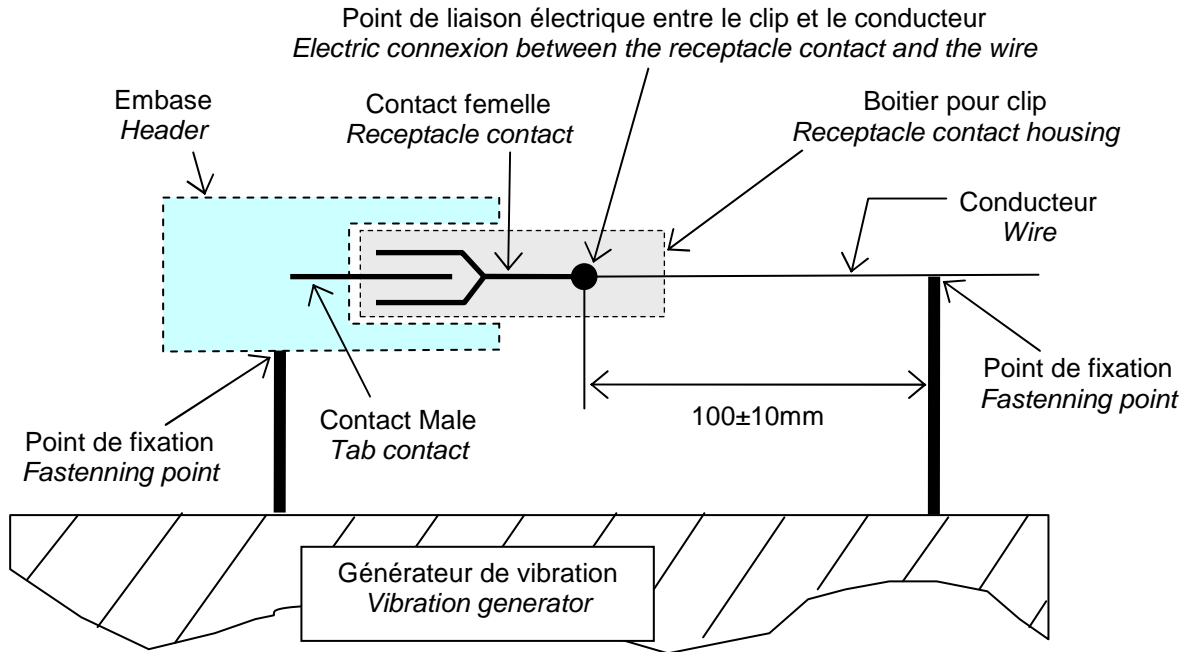 Point de liaison électrique entre le clip et le conducteur
Electric connexion between the receptacle contact and the wire
Embase
Header
Contact femelle
Receptacle contact
Boitier pour clip
Receptacle contact housing
Conducteur
Wire
Point de fixation
Fastenning point
100±10mm
Contact Male
Tab contact
Point de fixation
Fastenning point
Générateur de vibration
Vibration generator